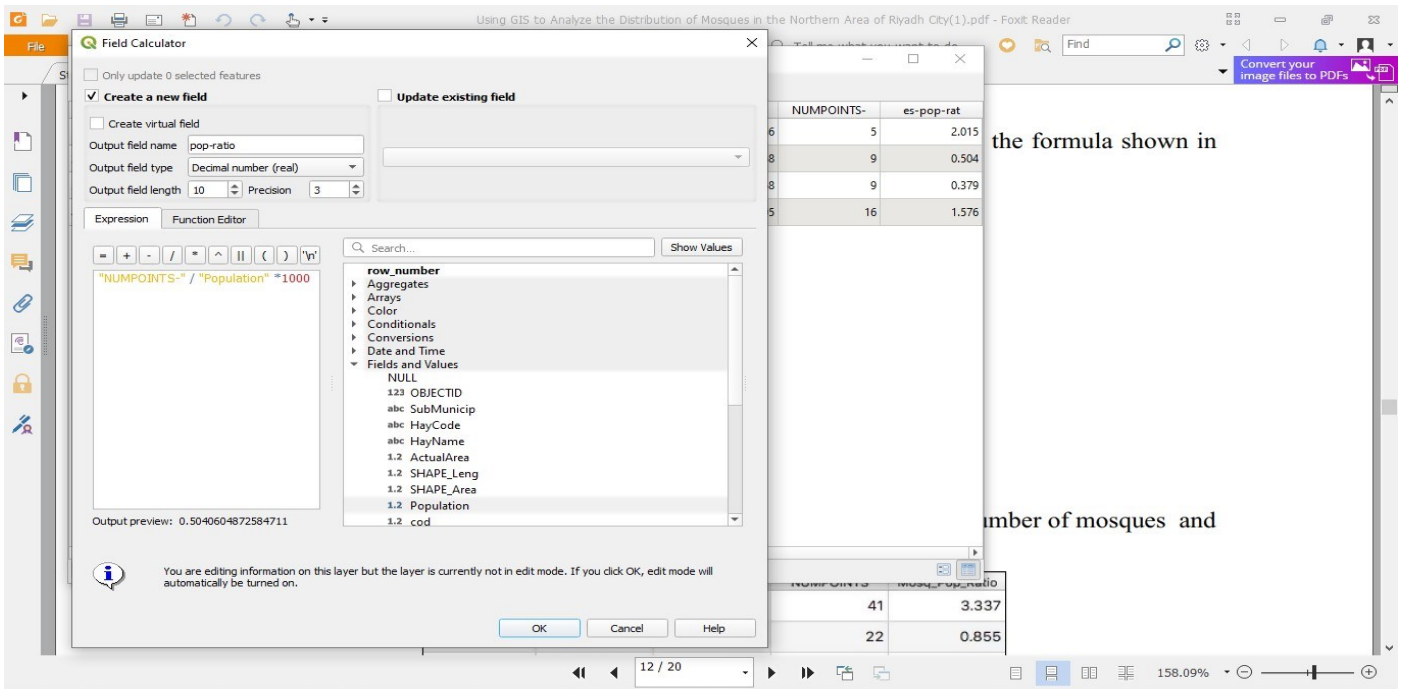 Using GIS to Analyze the Distribution of Mosques in the Northern Area of Riyadh City(1).pdf - Foxit Reader
File
Find
Convert your
image files to PDFs
Field Calculator
Only update 0 selected features
Create a new field
Update existing field
Create virtual field
Output field name pop-ratio
Output field type Decimal number (real)
Output field length 10 Precision 3
Expression Function Editor
= + - / * ^ || ( ) '\n'
Search...
Show Values
"NUMPOINTS-" / "Population" *1000
row_number
Aggregates
Arrays
Color
Conditionals
Conversions
Date and Time
Fields and Values
NULL
123 OBJECTID
abc SubMunicip
abc HayCode
abc HayName
1.2 ActualArea
1.2 SHAPE_Leng
1.2 SHAPE_Area
1.2 Population
1.2 cod
Output preview: 0.5040604872584711
You are editing information on this layer but the layer is currently not in edit mode. If you click OK, edit mode will
automatically be turned on.
OK Cancel Help
NUMPOINTS- es-pop-rat
6 5 2.015
8 9 0.504
8 9 0.379
5 16 1.576
the formula shown in
umber of mosques and
NUMPOINTS Mosq_Pop_Ratio
41 3.337
22 0.855
12 / 20
158.09%